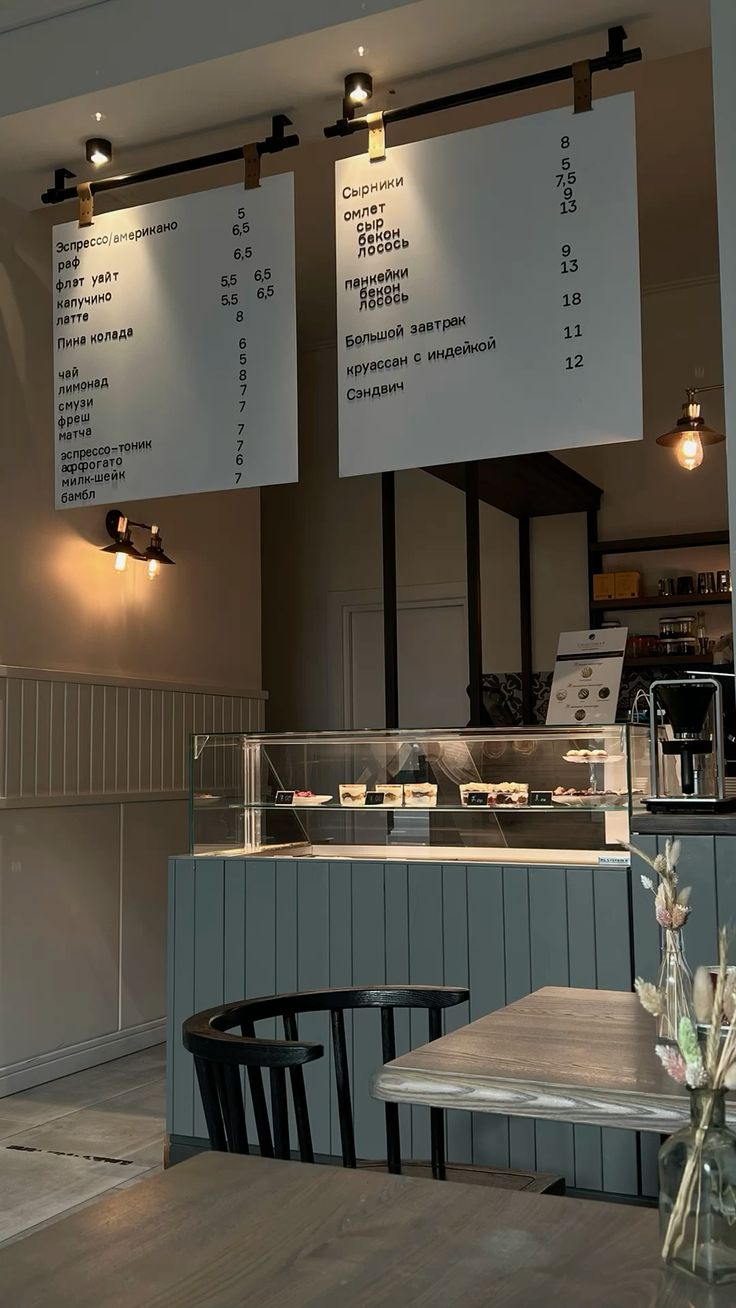 Эспрессо/американо 5
раф 6,5
флэт уайт 6,5
капучино 5,5 6,5
латте 5,5 6,5
Пина колада 8
чай 6
лимонад 5
смузи 8
фреш 7
матча 7
эспрессо-тоник 7
аффогато 7
милк-шейк 6
бамбл 7
Сырники 8
омлет 5
сыр 7,5
бекон 9
лосось 13
панкейки
бекон 9
лосось 13
Большой завтрак 18
круассан с индейкой 11
Сэндвич 12